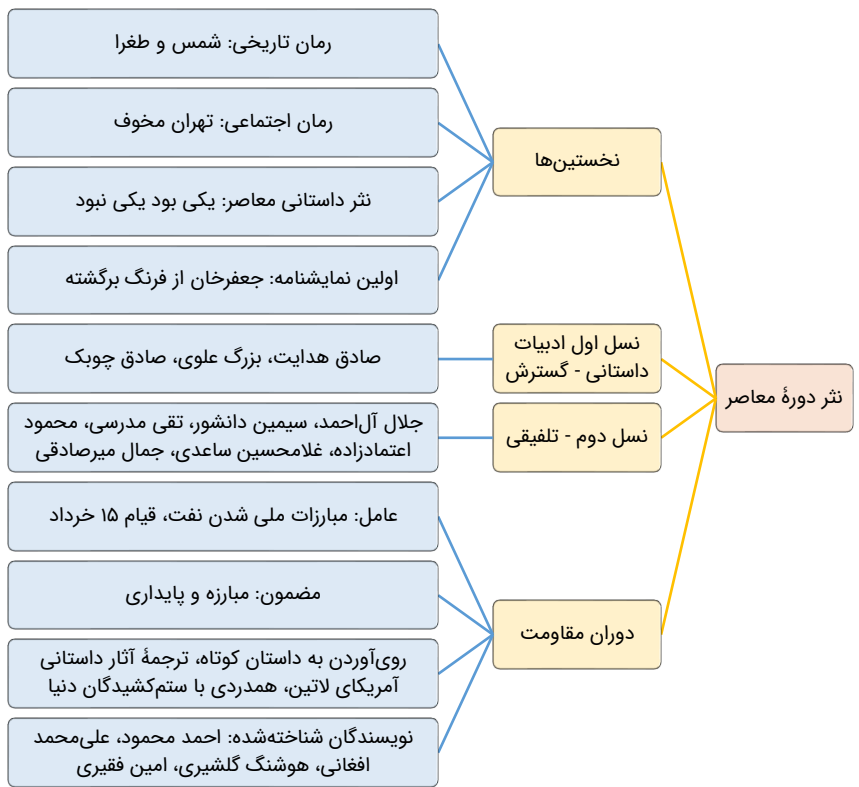 نثر دورهٔ معاصر
نخستین‌ها
رمان تاریخی: شمس و طغرا
رمان اجتماعی: تهران مخوف
نثر داستانی معاصر: یکی بود یکی نبود
اولین نمایشنامه: جعفرخان از فرنگ برگشته
نسل اول ادبیات
داستانی - گسترش
صادق هدایت، بزرگ علوی، صادق چوبک
نسل دوم - تلفیقی
جلال آل‌احمد، سیمین دانشور، تقی مدرسی، محمود
اعتمادزاده، غلامحسین ساعدی، جمال میرصادقی
دوران مقاومت
عامل: مبارزات ملی شدن نفت، قیام ۱۵ خرداد
مضمون: مبارزه و پایداری
روی‌آوردن به داستان کوتاه، ترجمهٔ آثار داستانی
آمریکای لاتین، همدردی با ستم‌کشیدگان دنیا
نویسندگان شناخته‌شده: احمد محمود، علی‌محمد
افغانی، هوشنگ گلشیری، امین فقیری